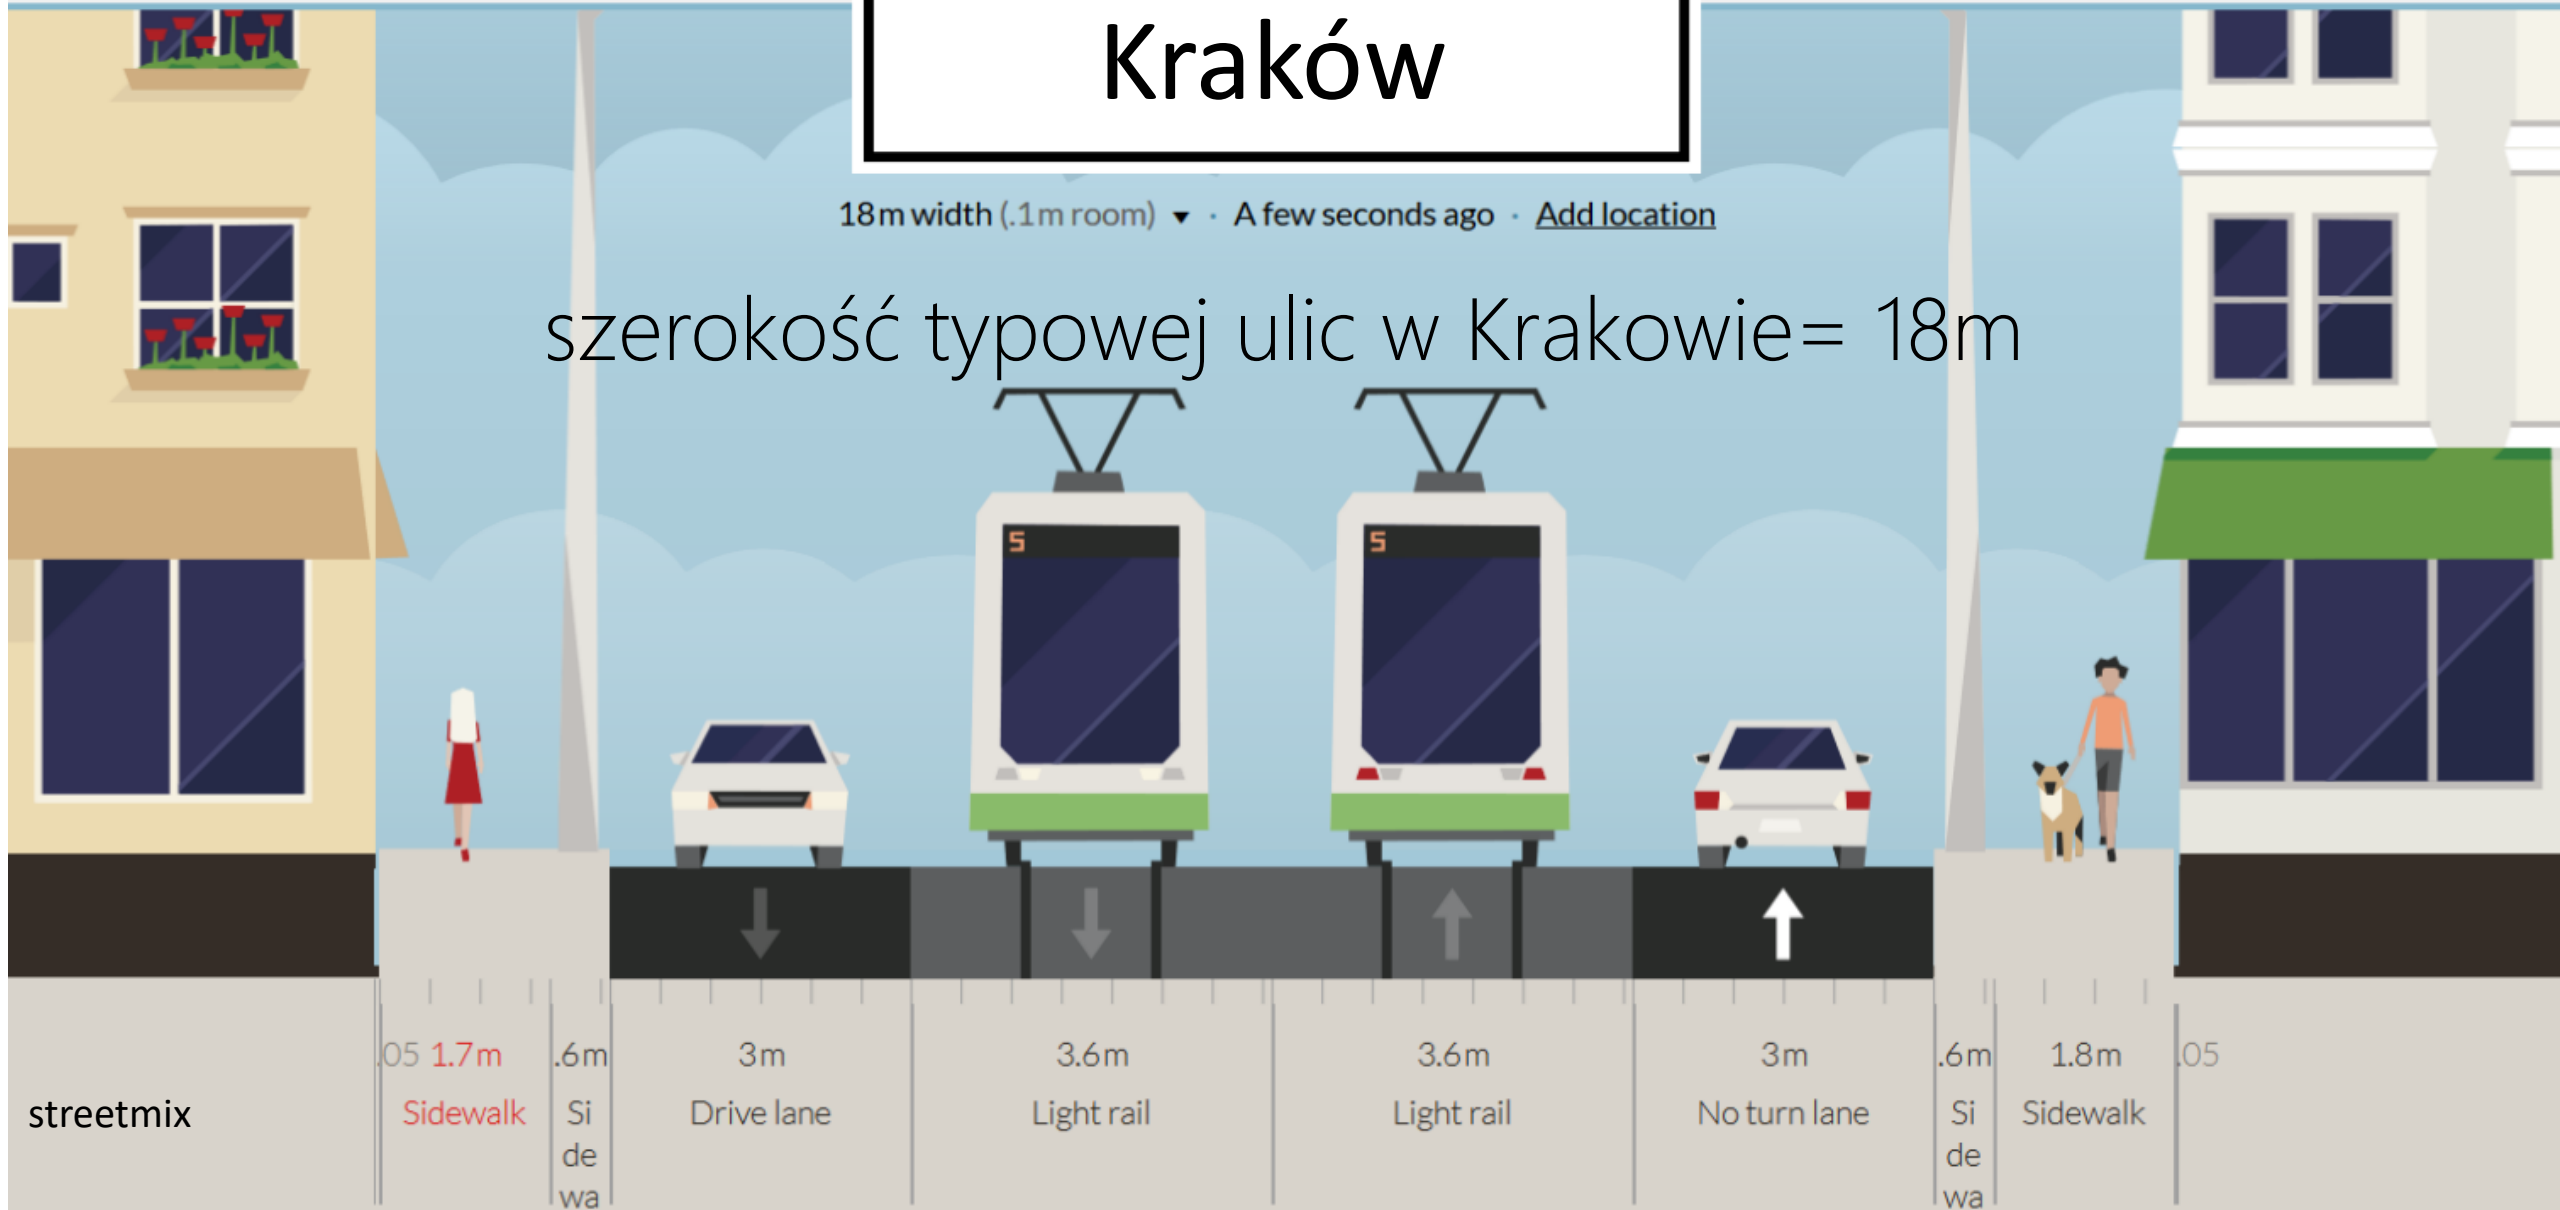 Kraków
18m width (.1m room) ▼ · A few seconds ago · Add location
szerokość typowej ulic w Krakowie= 18m
5 5
.05 1.7m .6m 3m 3.6m 3.6m 3m .6m 1.8m .05
streetmix Sidewalk Si Drive lane Light rail Light rail No turn lane Si Sidewalk
de de
wa wa